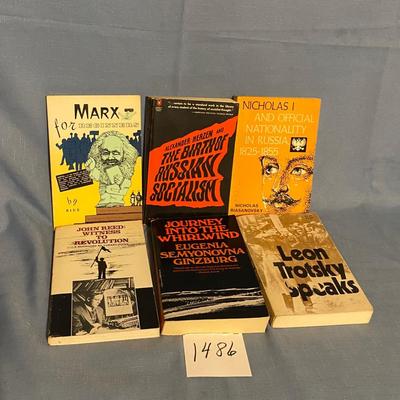 MARX
for
BEGINNERS
by
RIUS
ALEXANDER HERZEN AND
THE BIRTH OF
RUSSIAN
SOCIALISM
NICHOLAS I
AND OFFICIAL
NATIONALITY
IN RUSSIA
1825-1855
NICHOLAS
RIASANOVSKY
JOHN REED:
WITNESS TO
REVOLUTION
JOURNEY
INTO THE
WHIRLWIND
EUGENIA
SEMYONOVNA
GINZBURG
Leon
Trotsky
Speaks
1486